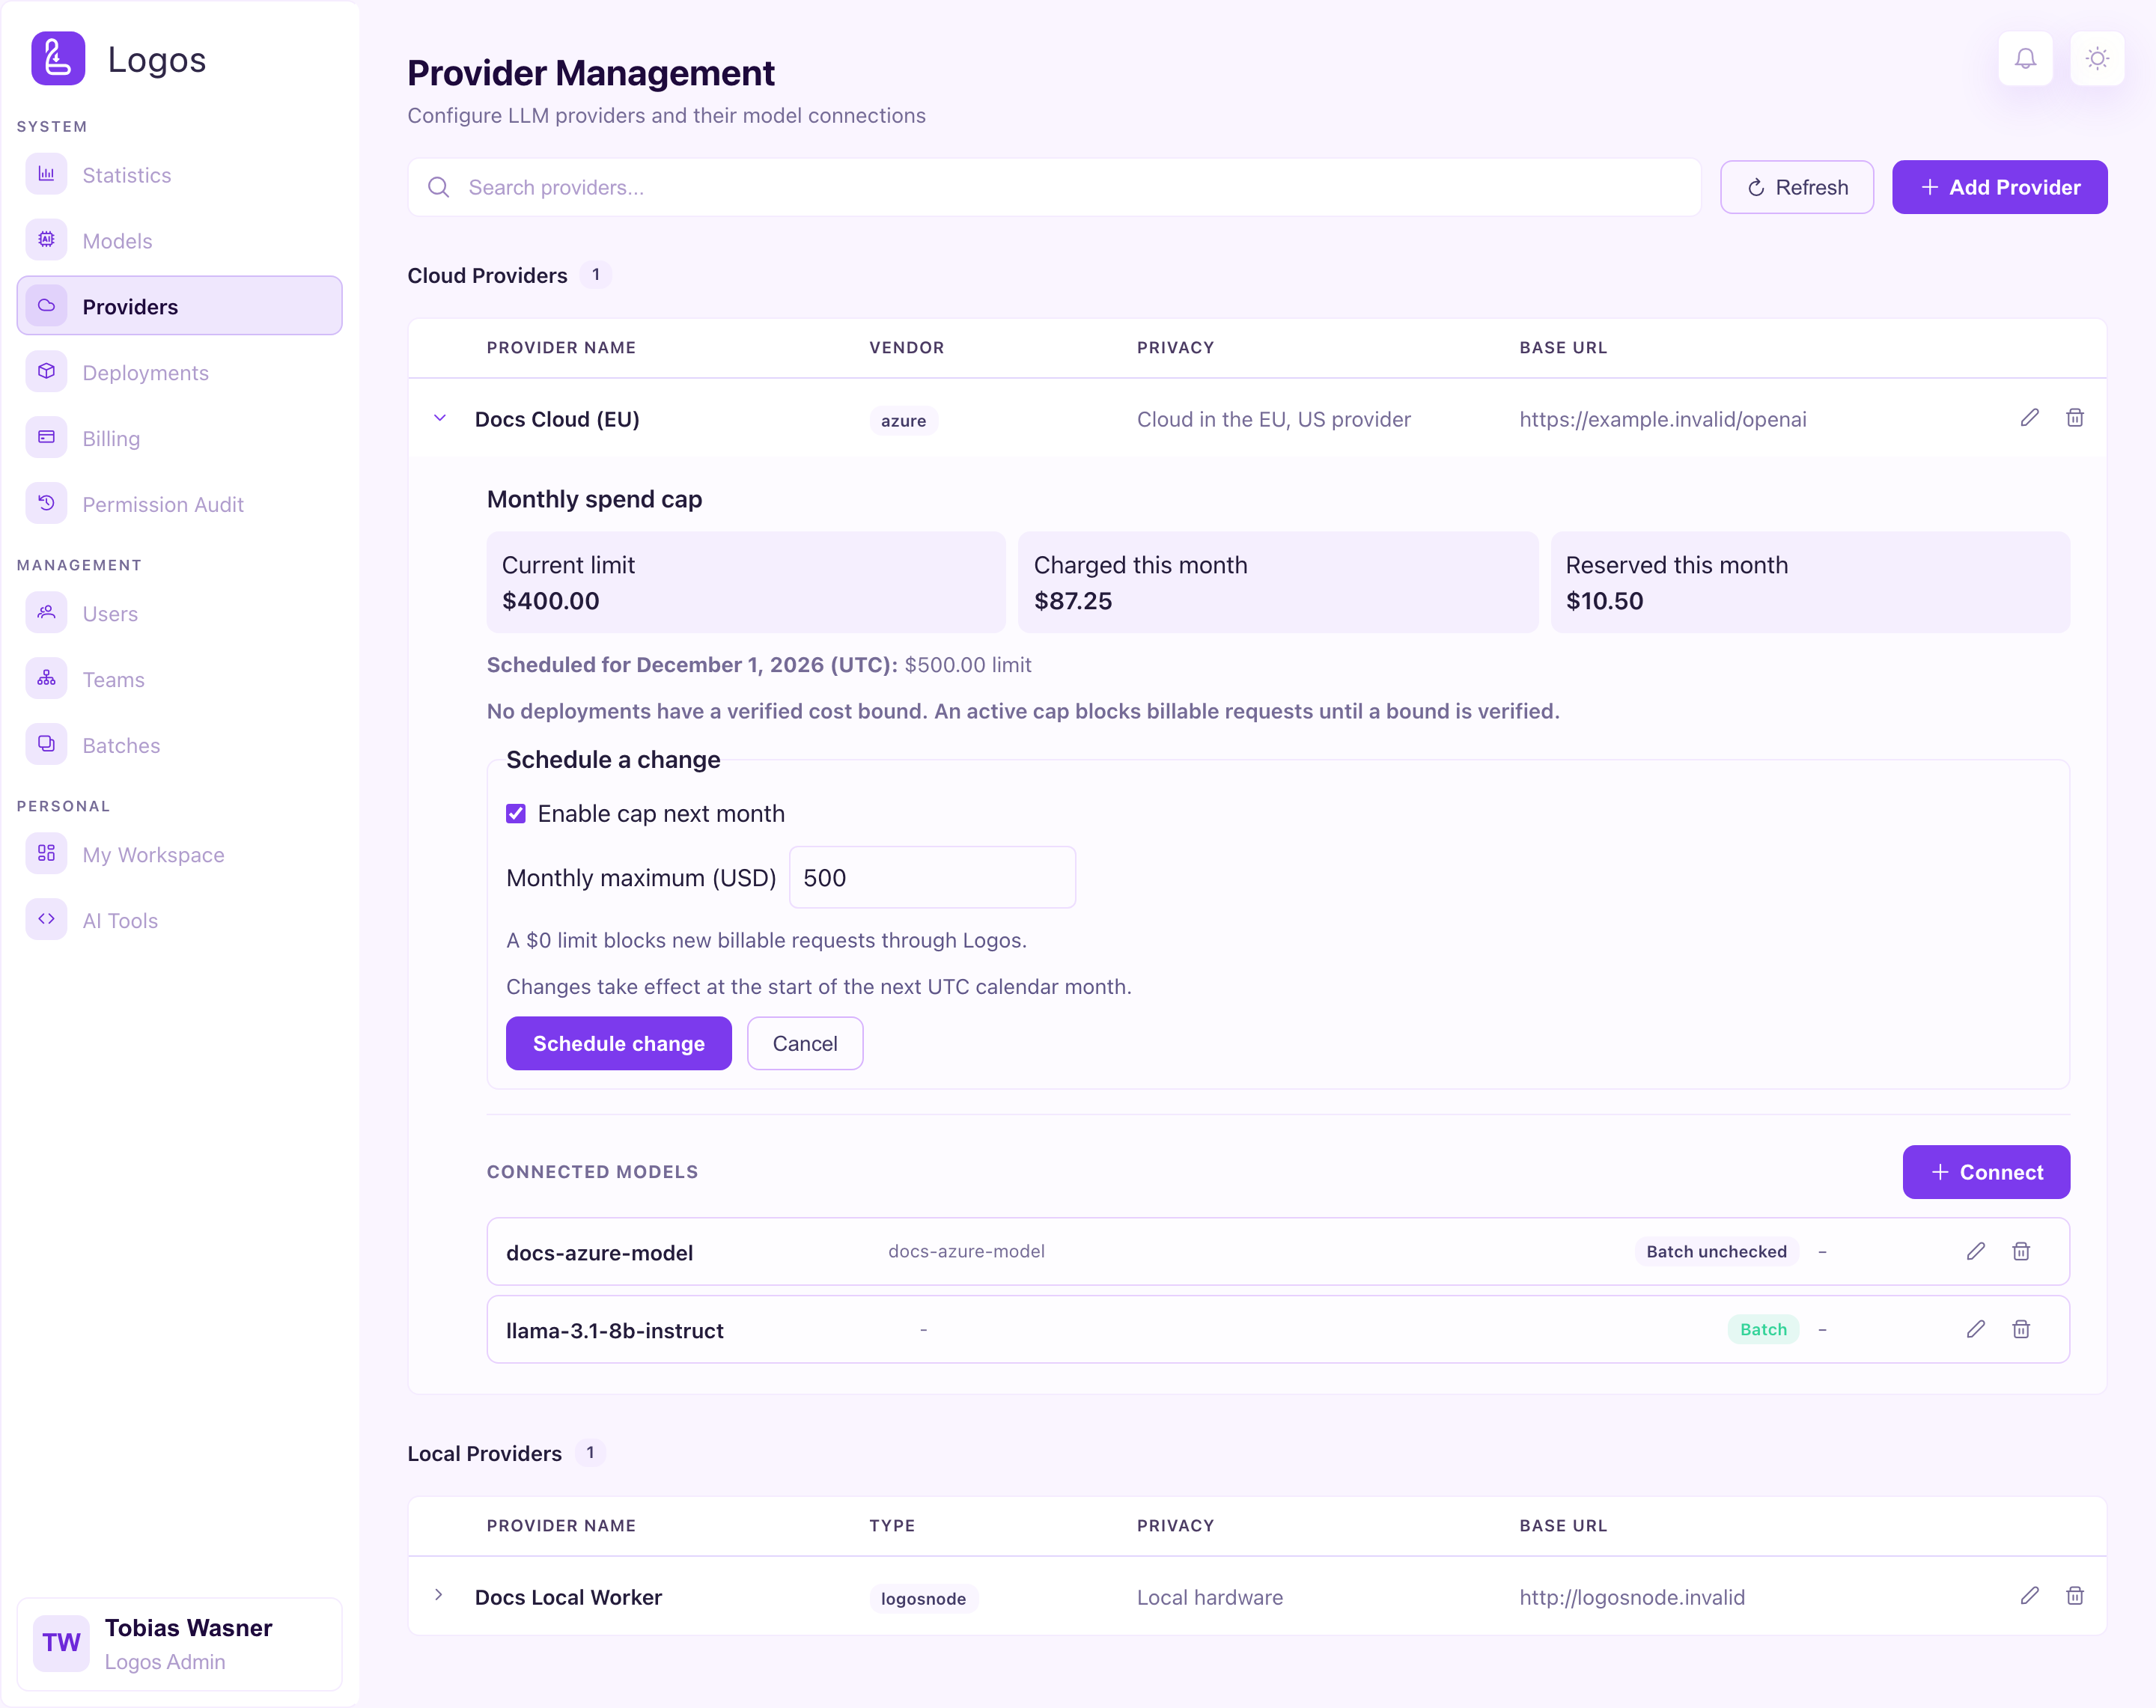 Logos
SYSTEM
Statistics
Models
Providers
Deployments
Billing
Permission Audit
MANAGEMENT
Users
Teams
Batches
PERSONAL
My Workspace
AI Tools
TW
Tobias Wasner
Logos Admin
Provider Management
Configure LLM providers and their model connections
Search providers...
Refresh
+ Add Provider
Cloud Providers 1
PROVIDER NAME VENDOR PRIVACY BASE URL
Docs Cloud (EU) azure Cloud in the EU, US provider https://example.invalid/openai
Monthly spend cap
Current limit
$400.00
Charged this month
$87.25
Reserved this month
$10.50
Scheduled for December 1, 2026 (UTC): $500.00 limit
No deployments have a verified cost bound. An active cap blocks billable requests until a bound is verified.
Schedule a change
Enable cap next month
Monthly maximum (USD) 500
A $0 limit blocks new billable requests through Logos.
Changes take effect at the start of the next UTC calendar month.
Schedule change Cancel
CONNECTED MODELS + Connect
docs-azure-model docs-azure-model Batch unchecked –
llama-3.1-8b-instruct - Batch –
Local Providers 1
PROVIDER NAME TYPE PRIVACY BASE URL
Docs Local Worker logosnode Local hardware http://logosnode.invalid